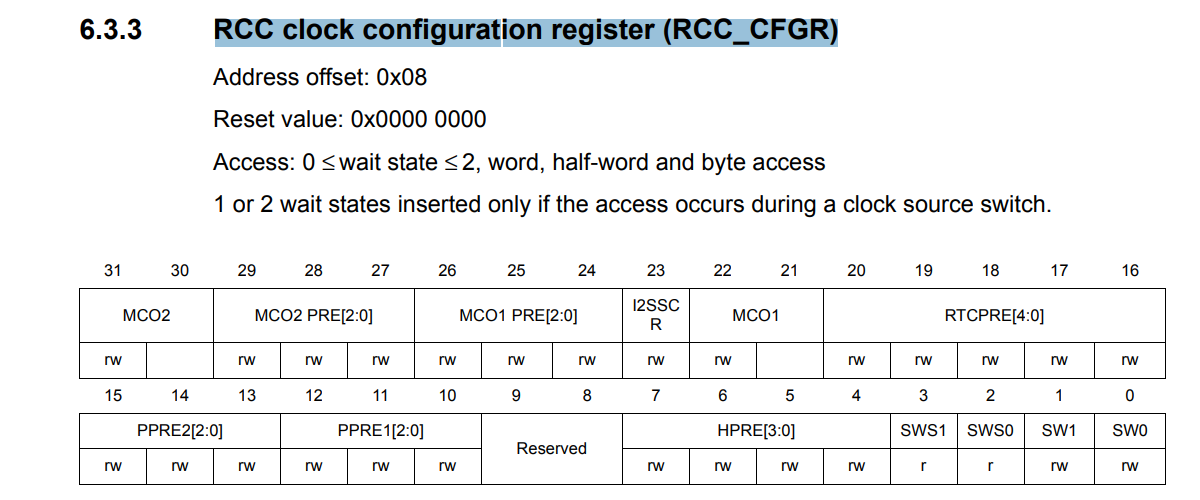 6.3.3 RCC clock configuration register (RCC_CFGR)
Address offset: 0x08
Reset value: 0x0000 0000
Access: 0 ≤ wait state ≤ 2, word, half-word and byte access
1 or 2 wait states inserted only if the access occurs during a clock source switch.
31 30 29 28 27 26 25 24 23 22 21 20 19 18 17 16
MCO2 MCO2 PRE[2:0] MCO1 PRE[2:0] I2SSC
R MCO1 RTCPRE[4:0]
rw rw rw rw rw rw rw rw rw rw rw rw rw rw
15 14 13 12 11 10 9 8 7 6 5 4 3 2 1 0
PPRE2[2:0] PPRE1[2:0] Reserved HPRE[3:0] SWS1 SWS0 SW1 SW0
rw rw rw rw rw rw rw rw rw rw r r rw rw